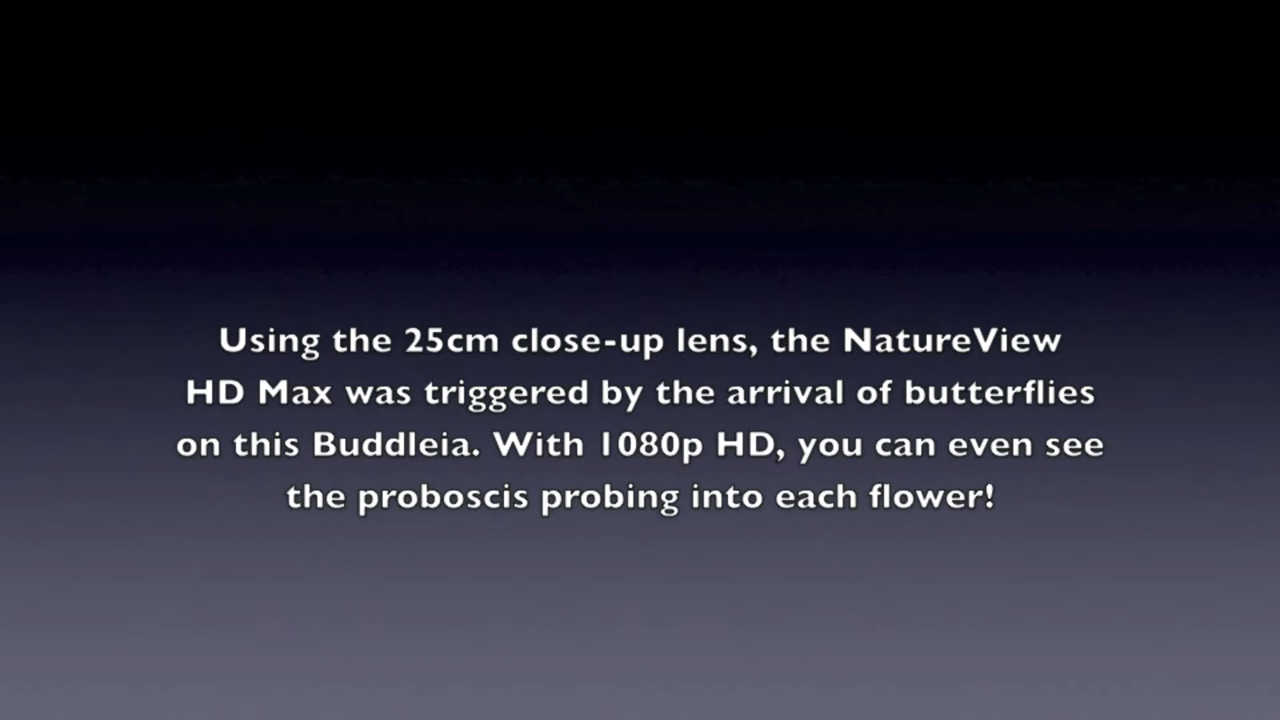 Using the 25cm close-up lens, the NatureView
HD Max was triggered by the arrival of butterflies
on this Buddleia. With 1080p HD, you can even see
the proboscis probing into each flower!